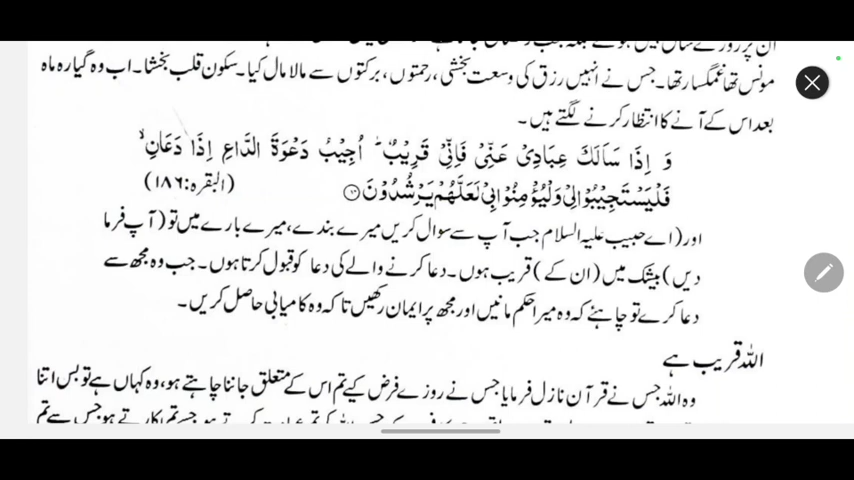 مونس تھا غمگسار تھا۔ جس نے انہیں رزق کی وسعت بخشی، رحمتوں، برکتوں سے مالا مال کیا۔ سکون قلب بخشا۔ اب وہ گیارہ ماہ
بعد اس کے آنے کا انتظار کرنے لگتے ہیں۔
وَ اِذَا سَاَلَكَ عِبَادِیْ عَنِّیْ فَاِنِّیْ قَرِیْبٌ ؕ اُجِیْبُ دَعْوَةَ الدَّاعِ اِذَا دَعَانِ ۙ
فَلْیَسْتَجِیْبُوْا لِیْ وَلْیُؤْمِنُوْا بِیْ لَعَلَّهُمْ یَرْشُدُوْنَ (البقرہ: ۱۸۶)
اور (اے حبیب علیہ السلام جب آپ سے سوال کریں میرے بندے، میرے بارے میں تو (آپ فرما
دیں) بیشک میں (ان کے) قریب ہوں۔ دعا کرنے والے کی دعا کو قبول کرتا ہوں۔ جب وہ مجھ سے
دعا کرے تو چاہئے کہ وہ میرا حکم مانیں اور مجھ پر ایمان رکھیں تاکہ وہ کامیابی حاصل کریں۔
اللہ قریب ہے
وہ اللہ جس نے قرآن نازل فرمایا جس نے روزے فرض کیے تم اس کے متعلق جاننا چاہتے ہو، وہ کہاں ہے تو بس اتنا